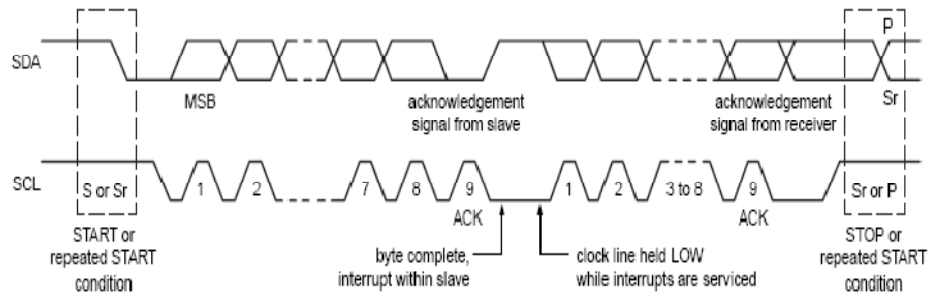 P
SDA
MSB
acknowledgement
signal from slave
acknowledgement
signal from receiver
Sr
SCL
S or Sr
1
2
7
8
9
1
2
3 to 8
9
Sr or P
ACK
ACK
START or
repeated START
condition
byte complete,
interrupt within slave
clock line held LOW
while interrupts are serviced
STOP or
repeated START
condition